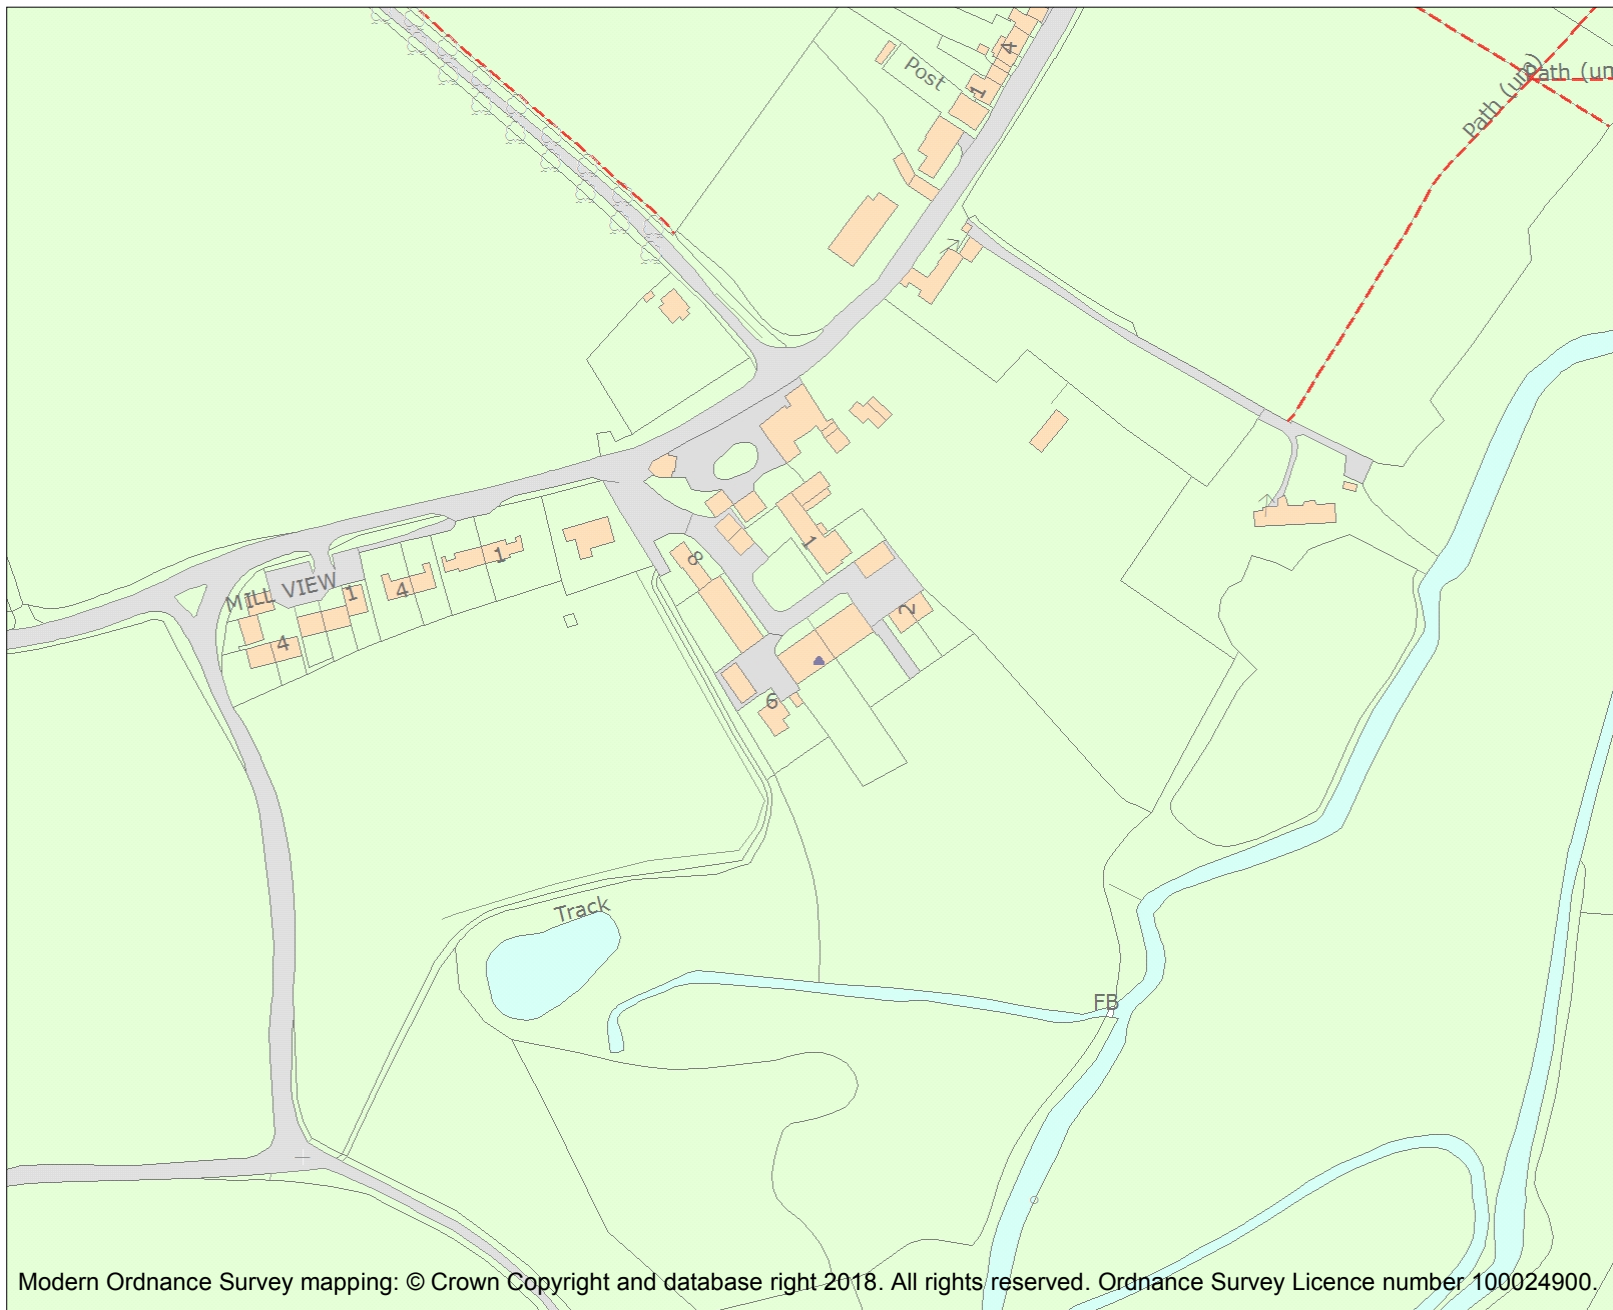 4
Post
1
Path (um)
Path (un
1
8
1
MILL VIEW
1
4
4
2
6
Track
FB
Modern Ordnance Survey mapping: © Crown Copyright and database right 2018. All rights reserved. Ordnance Survey Licence number 100024900.